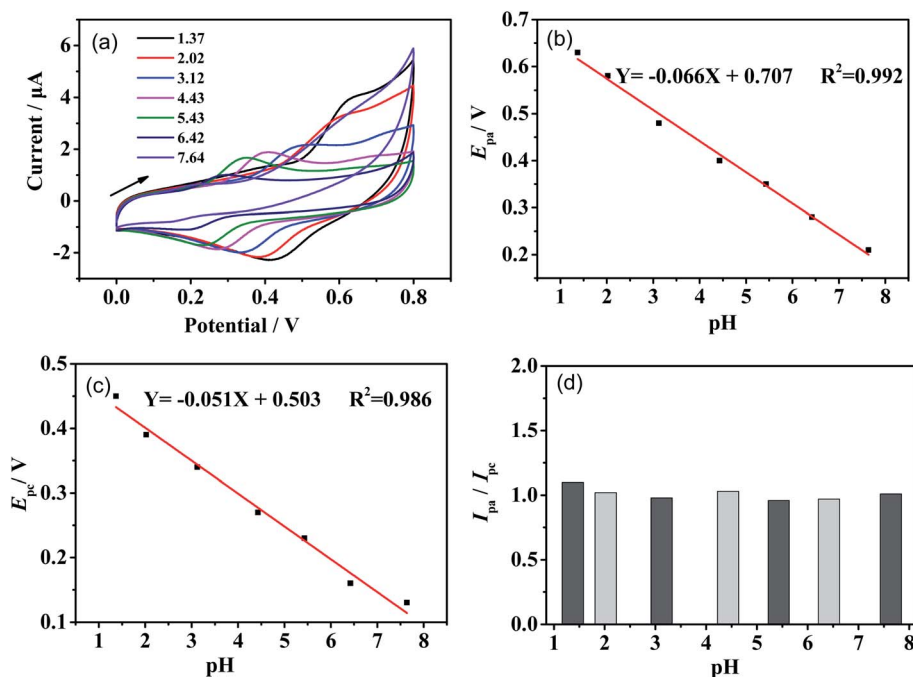 (a)
1.37
2.02
3.12
4.43
5.43
6.42
7.64
Current / μA
6
4
2
0
-2
0.0 0.2 0.4 0.6 0.8
Potential / V
(b)
Y= -0.066X + 0.707 R²=0.992
Epa/ V
0.7
0.6
0.5
0.4
0.3
0.2
1 2 3 4 5 6 7 8
pH
(c)
Y= -0.051X + 0.503 R²=0.986
Epc/ V
0.5
0.4
0.3
0.2
0.1
1 2 3 4 5 6 7 8
pH
(d)
Ipa / Ipc
2.0
1.5
1.0
0.5
0.0
1 2 3 4 5 6 7 8
pH